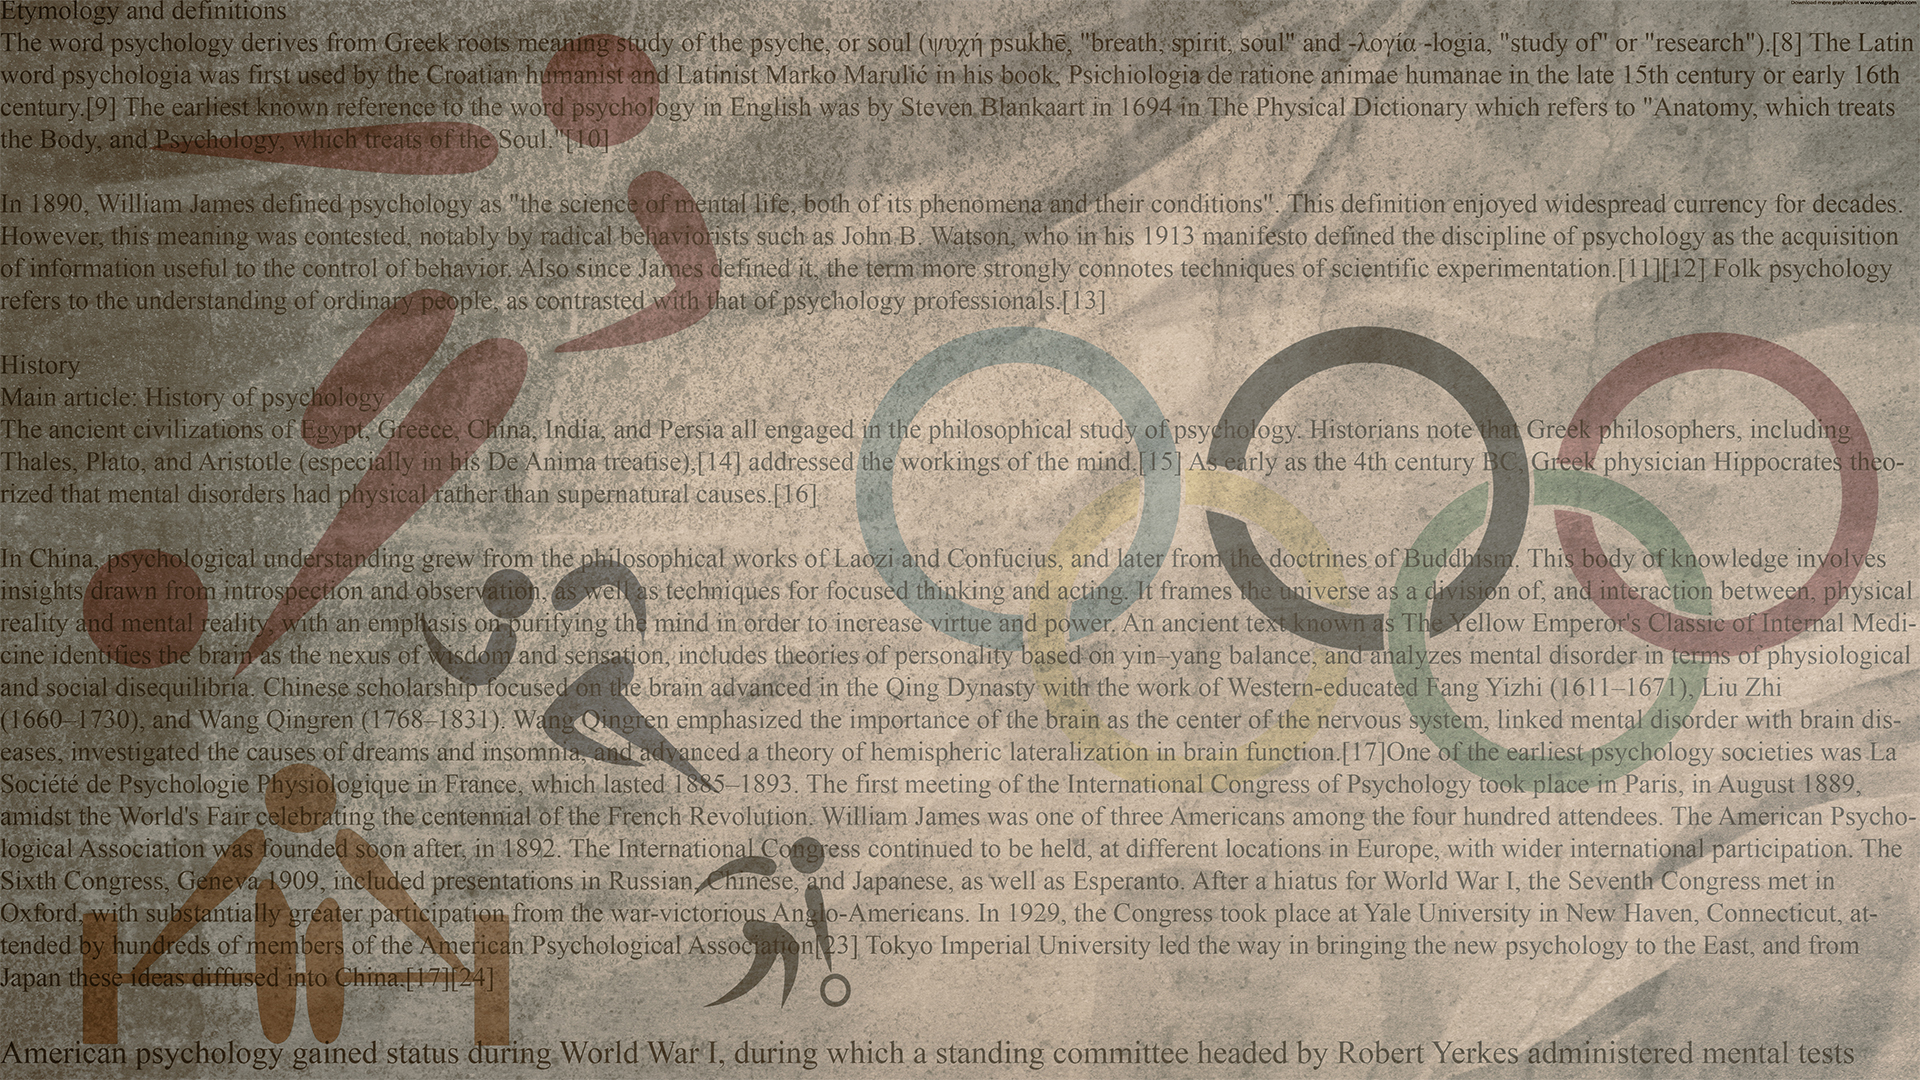 Download more graphics at www.psdgraphics.com
Etymology and definitions
The word psychology derives from Greek roots meaning study of the psyche, or soul (ψυχή psukhē, "breath, spirit, soul" and -λογία -logia, "study of" or "research").[8] The Latin
word psychologia was first used by the Croatian humanist and Latinist Marko Marulić in his book, Psichiologia de ratione animae humanae in the late 15th century or early 16th
century.[9] The earliest known reference to the word psychology in English was by Steven Blankaart in 1694 in The Physical Dictionary which refers to "Anatomy, which treats
the Body, and Psychology, which treats of the Soul."[10]
In 1890, William James defined psychology as "the science of mental life, both of its phenomena and their conditions". This definition enjoyed widespread currency for decades.
However, this meaning was contested, notably by radical behaviorists such as John B. Watson, who in his 1913 manifesto defined the discipline of psychology as the acquisition
of information useful to the control of behavior. Also since James defined it, the term more strongly connotes techniques of scientific experimentation.[11][12] Folk psychology
refers to the understanding of ordinary people, as contrasted with that of psychology professionals.[13]
History
Main article: History of psychology
The ancient civilizations of Egypt, Greece, China, India, and Persia all engaged in the philosophical study of psychology. Historians note that Greek philosophers, including
Thales, Plato, and Aristotle (especially in his De Anima treatise),[14] addressed the workings of the mind.[15] As early as the 4th century BC, Greek physician Hippocrates theo-
rized that mental disorders had physical rather than supernatural causes.[16]
In China, psychological understanding grew from the philosophical works of Laozi and Confucius, and later from the doctrines of Buddhism. This body of knowledge involves
insights drawn from introspection and observation, as well as techniques for focused thinking and acting. It frames the universe as a division of, and interaction between, physical
reality and mental reality, with an emphasis on purifying the mind in order to increase virtue and power. An ancient text known as The Yellow Emperor's Classic of Internal Medi-
cine identifies the brain as the nexus of wisdom and sensation, includes theories of personality based on yin–yang balance, and analyzes mental disorder in terms of physiological
and social disequilibria. Chinese scholarship focused on the brain advanced in the Qing Dynasty with the work of Western-educated Fang Yizhi (1611–1671), Liu Zhi
(1660–1730), and Wang Qingren (1768–1831). Wang Qingren emphasized the importance of the brain as the center of the nervous system, linked mental disorder with brain dis-
eases, investigated the causes of dreams and insomnia, and advanced a theory of hemispheric lateralization in brain function.[17]One of the earliest psychology societies was La
Société de Psychologie Physiologique in France, which lasted 1885–1893. The first meeting of the International Congress of Psychology took place in Paris, in August 1889,
amidst the World's Fair celebrating the centennial of the French Revolution. William James was one of three Americans among the four hundred attendees. The American Psycho-
logical Association was founded soon after, in 1892. The International Congress continued to be held, at different locations in Europe, with wider international participation. The
Sixth Congress, Geneva 1909, included presentations in Russian, Chinese, and Japanese, as well as Esperanto. After a hiatus for World War I, the Seventh Congress met in
Oxford, with substantially greater participation from the war-victorious Anglo-Americans. In 1929, the Congress took place at Yale University in New Haven, Connecticut, at-
tended by hundreds of members of the American Psychological Association[23] Tokyo Imperial University led the way in bringing the new psychology to the East, and from
Japan these ideas diffused into China.[17][24]
American psychology gained status during World War I, during which a standing committee headed by Robert Yerkes administered mental tests